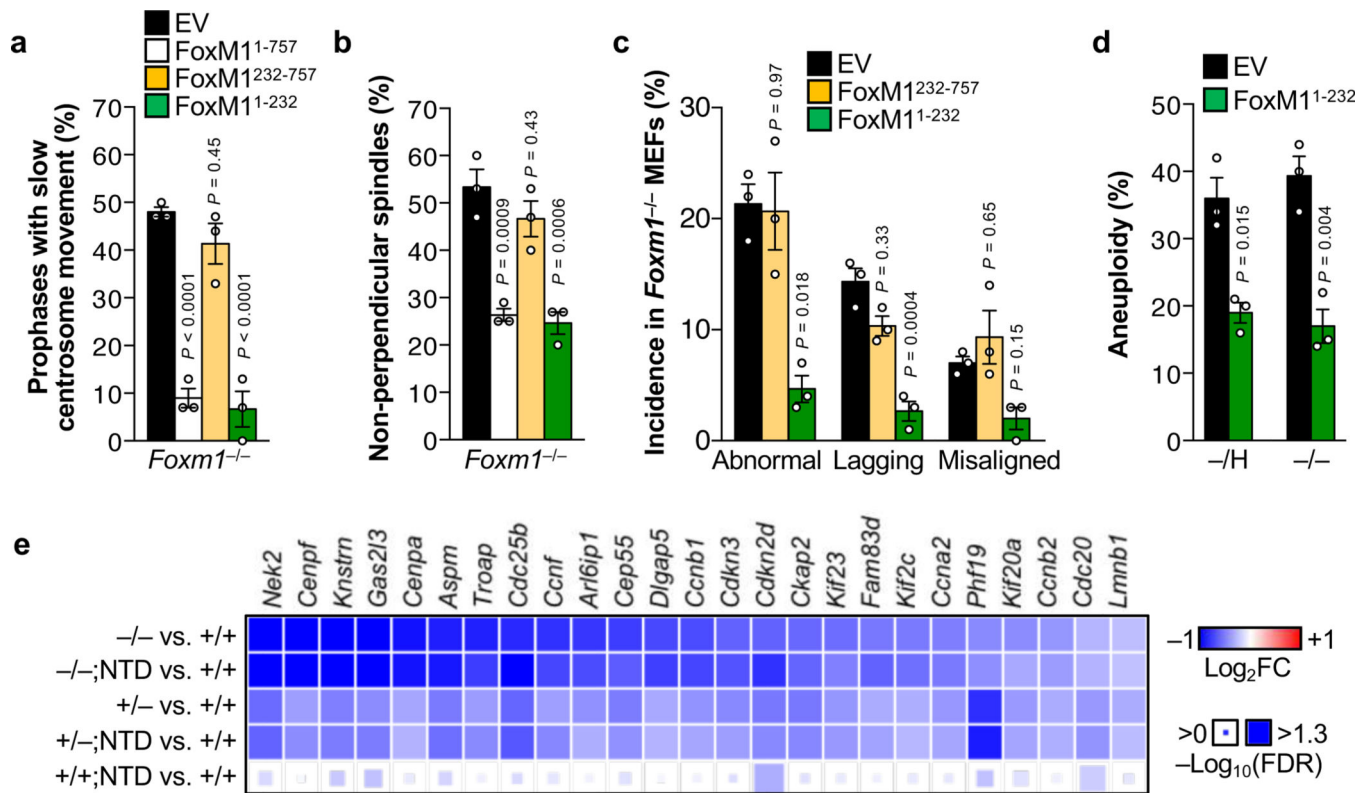 a
EV
FoxM1¹⁻⁷⁵⁷
FoxM1²³²⁻⁷⁵⁷
FoxM1¹⁻²³²
Prophases with slow
centrosome movement (%)
70
60
50
40
30
20
10
0
P < 0.0001
P = 0.45
P < 0.0001
Foxm1⁻/⁻
b
Non-perpendicular spindles (%)
70
60
50
40
30
20
10
0
P = 0.0009
P = 0.43
P = 0.0006
Foxm1⁻/⁻
c
EV
FoxM1²³²⁻⁷⁵⁷
FoxM1¹⁻²³²
Incidence in Foxm1⁻/⁻ MEFs (%)
30
20
10
0
P = 0.97
P = 0.018
P = 0.33
P = 0.0004
P = 0.65
P = 0.15
Abnormal Lagging Misaligned
d
EV
FoxM1¹⁻²³²
Aneuploidy (%)
50
40
30
20
10
0
P = 0.015
P = 0.004
–/H –/–
e
Nek2 Cenpf Knstrn Gas2l3 Cenpa Aspm Troap Cdc25b Ccnf Arl6ip1 Cep55 Dlgap5 Ccnb1 Cdkn3 Cdkn2d Ckap2 Kif23 Fam83d Kif2c Ccna2 Phf19 Kif20a Ccnb2 Cdc20 Lmnb1
–/– vs. +/+
–/–;NTD vs. +/+
+/– vs. +/+
+/–;NTD vs. +/+
+/+;NTD vs. +/+
–1 +1
Log₂FC
>0 >1.3
–Log₁₀(FDR)